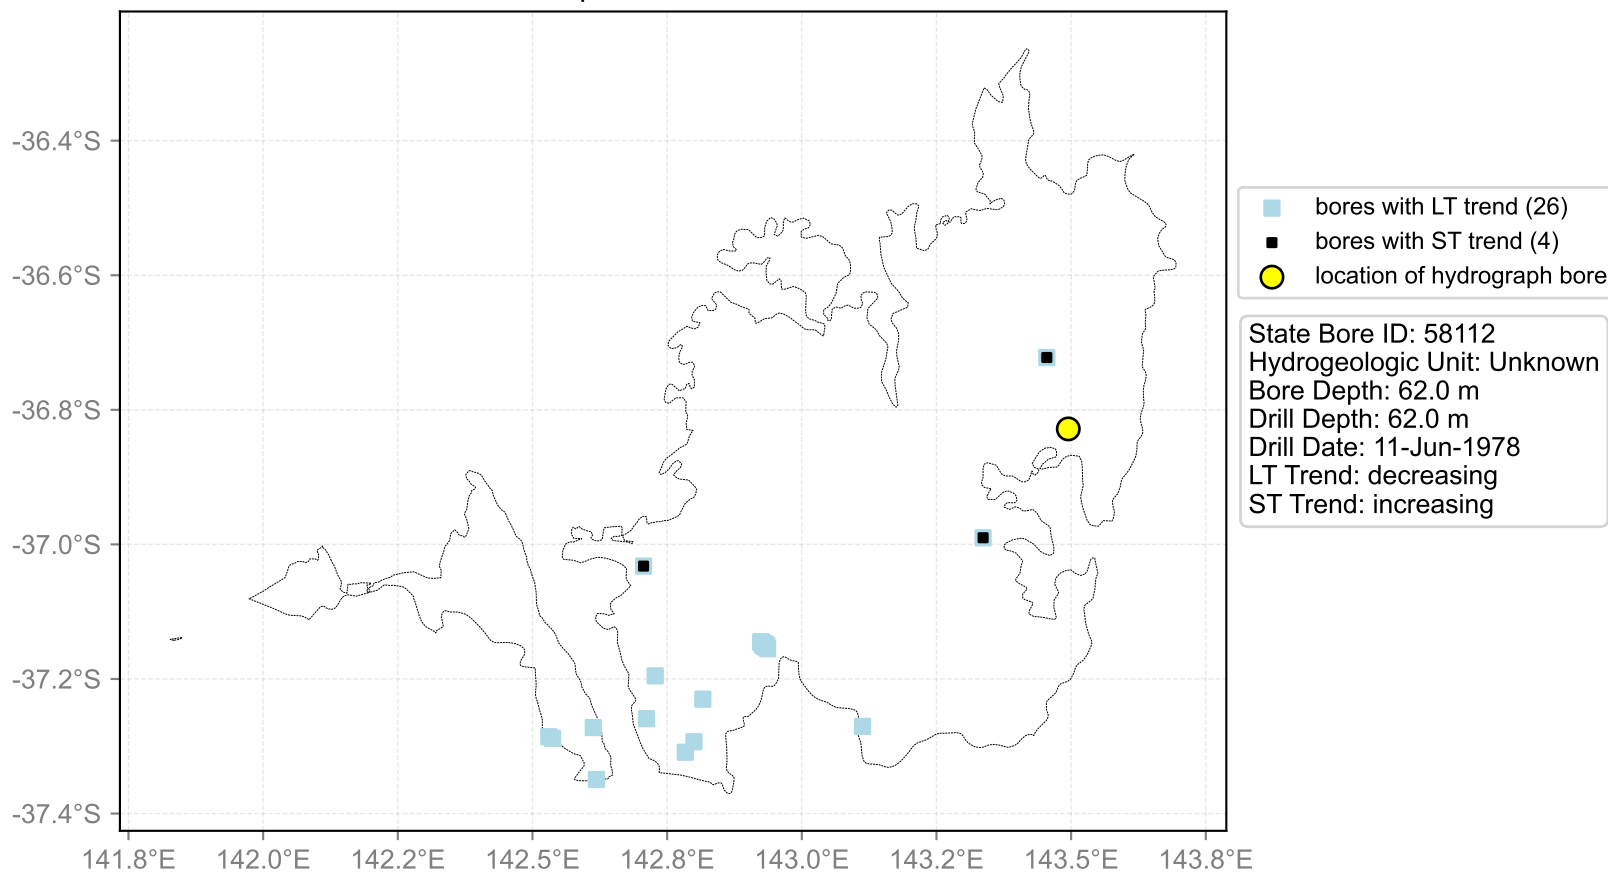 -36.4°S
-36.6°S
-36.8°S
-37.0°S
-37.2°S
-37.4°S
141.8°E 142.0°E 142.2°E 142.5°E 142.8°E 143.0°E 143.2°E 143.5°E 143.8°E
bores with LT trend (26)
bores with ST trend (4)
location of hydrograph bore
State Bore ID: 58112
Hydrogeologic Unit: Unknown
Bore Depth: 62.0 m
Drill Depth: 62.0 m
Drill Date: 11-Jun-1978
LT Trend: decreasing
ST Trend: increasing